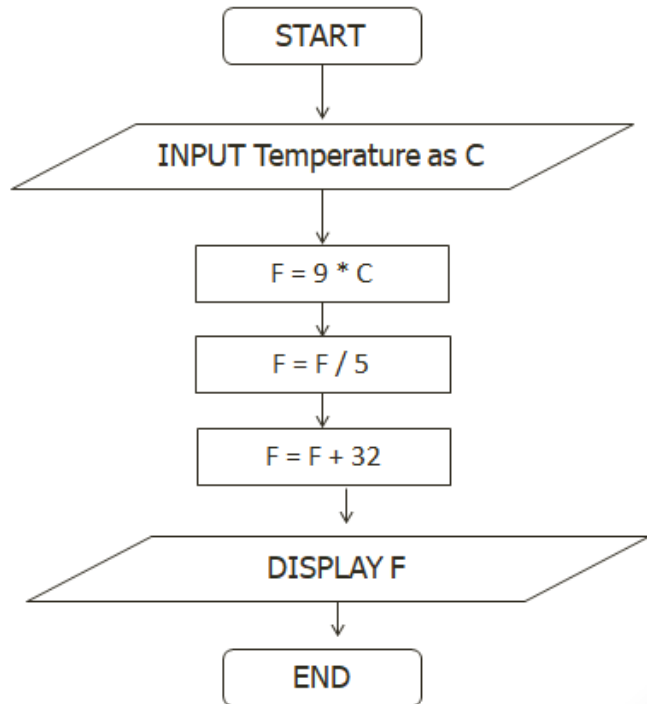 START
INPUT Temperature as C
F = 9 * C
F = F / 5
F = F + 32
DISPLAY F
END